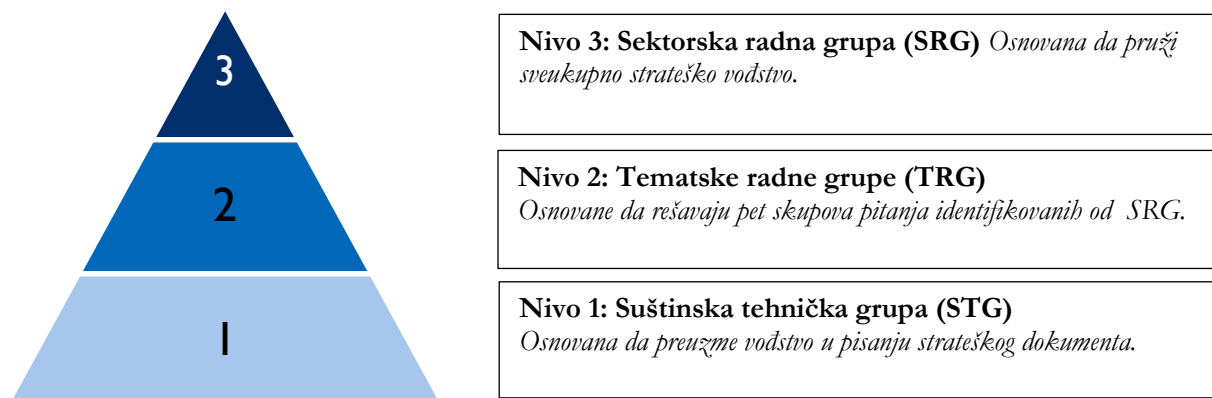 3
Nivo 3: Sektorska radna grupa (SRG) Osnovana da pruži
sveukupno strateško vođstvo.
2
Nivo 2: Tematske radne grupe (TRG)
Osnovane da rešavaju pet skupova pitanja identifikovanih od SRG.
1
Nivo 1: Suštinska tehnička grupa (STG)
Osnovana da preuzme vođstvo u pisanju strateškog dokumenta.